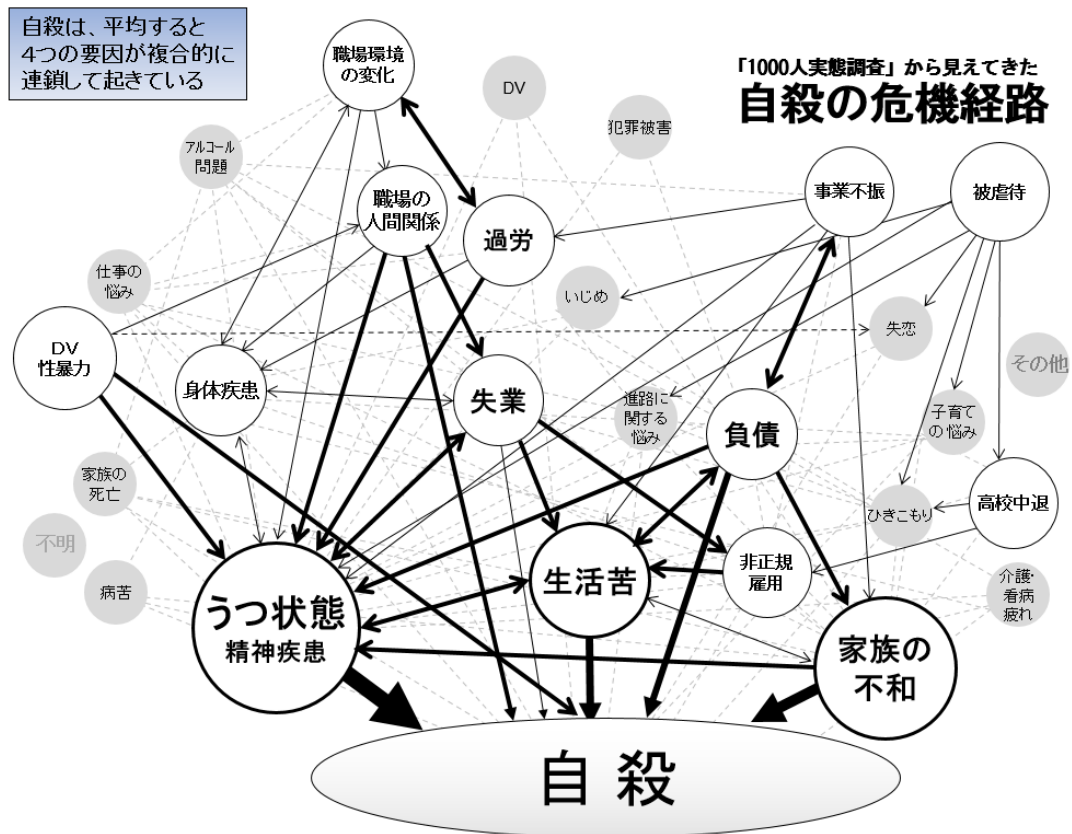 自殺は、平均すると
4つの要因が複合的に
連鎖して起きている
「1000人実態調査」から見えてきた
自殺の危機経路
職場環境
の変化
DV
犯罪被害
アルコール
問題
職場の
人間関係
過労
事業不振
被虐待
仕事の
悩み
いじめ
失恋
DV
性暴力
身体疾患
失業
進路に
関する
悩み
負債
その他
子育て
の悩み
家族の
死亡
高校中退
ひきこもり
不明
病苦
うつ状態
精神疾患
生活苦
非正規
雇用
介護・
看病
疲れ
家族の
不和
自殺